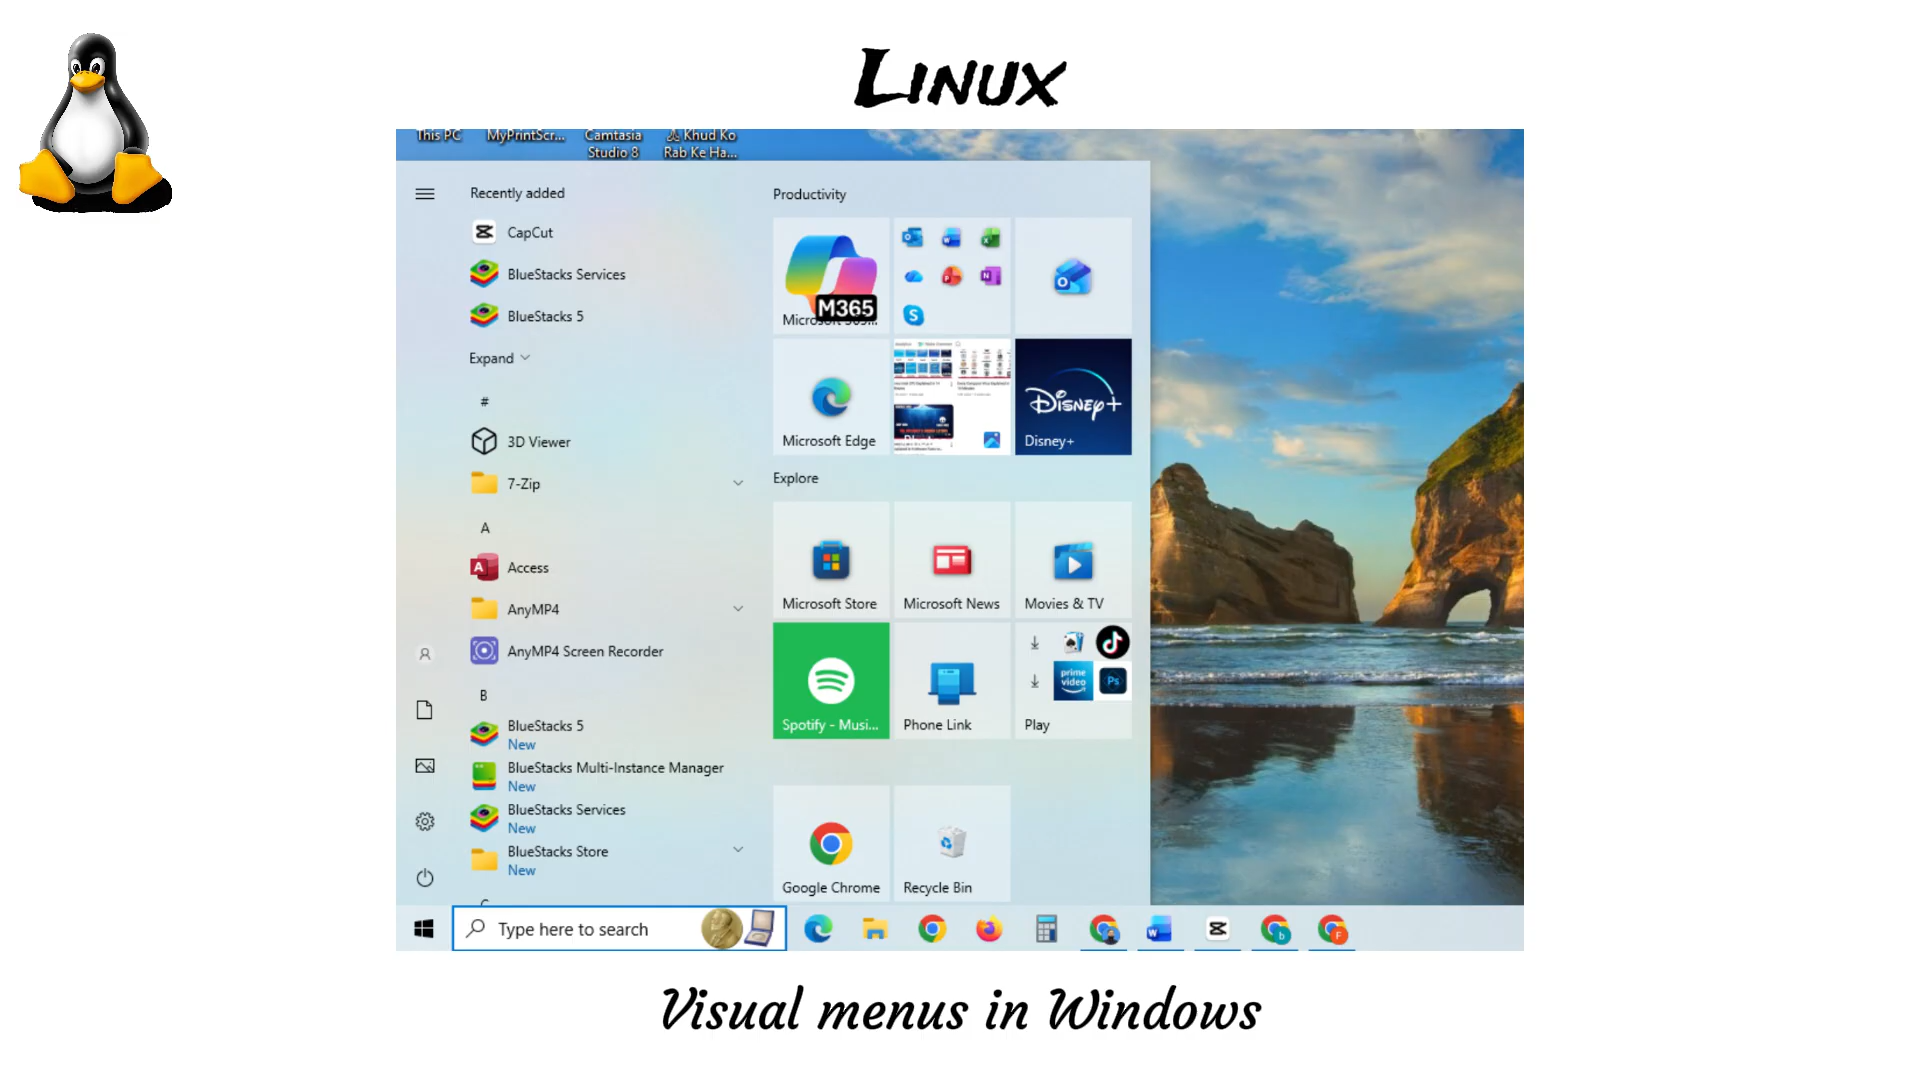 Linux
This PC
MyPrintScr...
Camtasia
Studio 8
Khud Ko
Rab Ke Ha...
Recently added
CapCut
BlueStacks Services
BlueStacks 5
Expand
#
3D Viewer
7-Zip
A
Access
AnyMP4
AnyMP4 Screen Recorder
B
BlueStacks 5
New
BlueStacks Multi-Instance Manager
New
BlueStacks Services
New
BlueStacks Store
New
Productivity
M365
Microsoft 365...
Microsoft Edge
Disney+
Disney+
Explore
Microsoft Store
Microsoft News
Movies & TV
Spotify - Musi...
Phone Link
prime
video
Ps
Play
Google Chrome
Recycle Bin
Type here to search
Visual menus in Windows